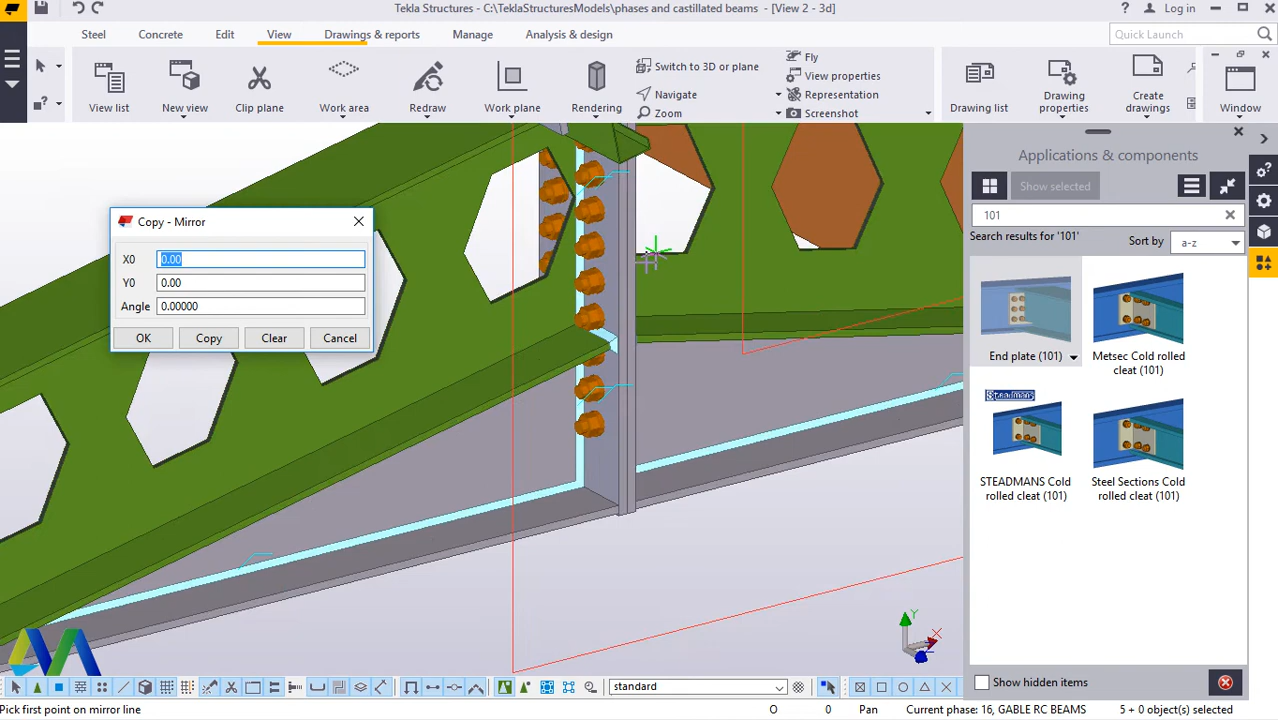 Tekla Structures - C:\TeklaStructuresModels\phases and castillated beams - [View 2 - 3d]
? Log in
Steel Concrete Edit View Drawings & reports Manage Analysis & design Quick Launch
View list
New view
Clip plane
Work area
Redraw
Work plane
Rendering
Switch to 3D or plane
Navigate
Zoom
Fly
View properties
Representation
Screenshot
Drawing list
Drawing properties
Create drawings
Window
Copy - Mirror
X0 0.00
Y0 0.00
Angle 0.00000
OK Copy Clear Cancel
Applications & components
Show selected
101
Search results for '101' Sort by a-z
End plate (101)
Metsec Cold rolled
cleat (101)
Steadmans
STEADMANS Cold
rolled cleat (101)
Steel Sections Cold
rolled cleat (101)
Show hidden items
Y
X
standard
Pick first point on mirror line O 0 Pan Current phase: 16, GABLE RC BEAMS 5 + 0 object(s) selected